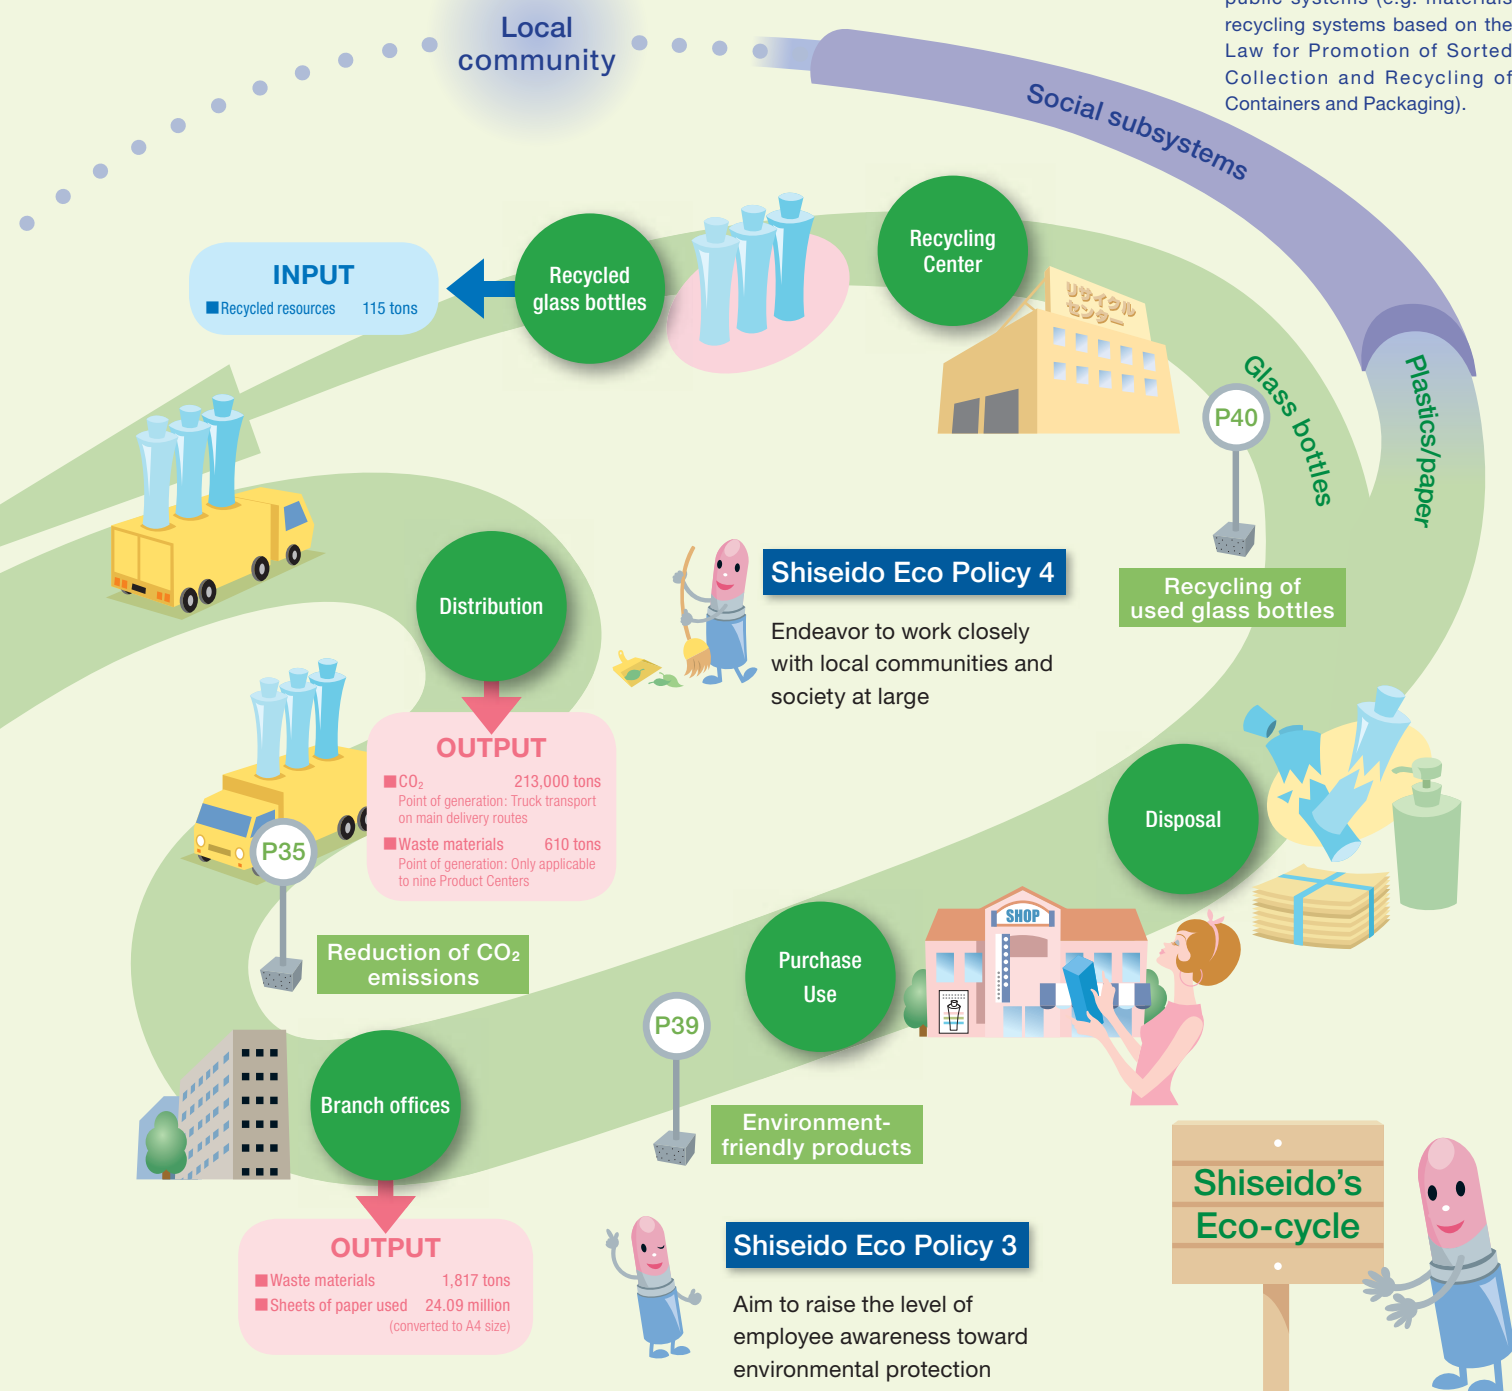 public systems (e.g. materials
recycling systems based on the
Law for Promotion of Sorted
Collection and Recycling of
Containers and Packaging).
Local
community
Social subsystems
INPUT
Recycled resources 115 tons
Recycled
glass bottles
Recycling
Center
リサイクル
センター
Glass bottles
Plastics/paper
P40
Recycling of
used glass bottles
Distribution
Shiseido Eco Policy 4
Endeavor to work closely
with local communities and
society at large
OUTPUT
CO₂ 213,000 tons
Point of generation: Truck transport
on main delivery routes
Waste materials 610 tons
Point of generation: Only applicable
to nine Product Centers
P35
Reduction of CO₂
emissions
Disposal
Purchase
Use
SHOP
P39
Environment-
friendly products
Branch offices
OUTPUT
Waste materials 1,817 tons
Sheets of paper used 24.09 million
(converted to A4 size)
Shiseido Eco Policy 3
Aim to raise the level of
employee awareness toward
environmental protection
Shiseido's
Eco-cycle